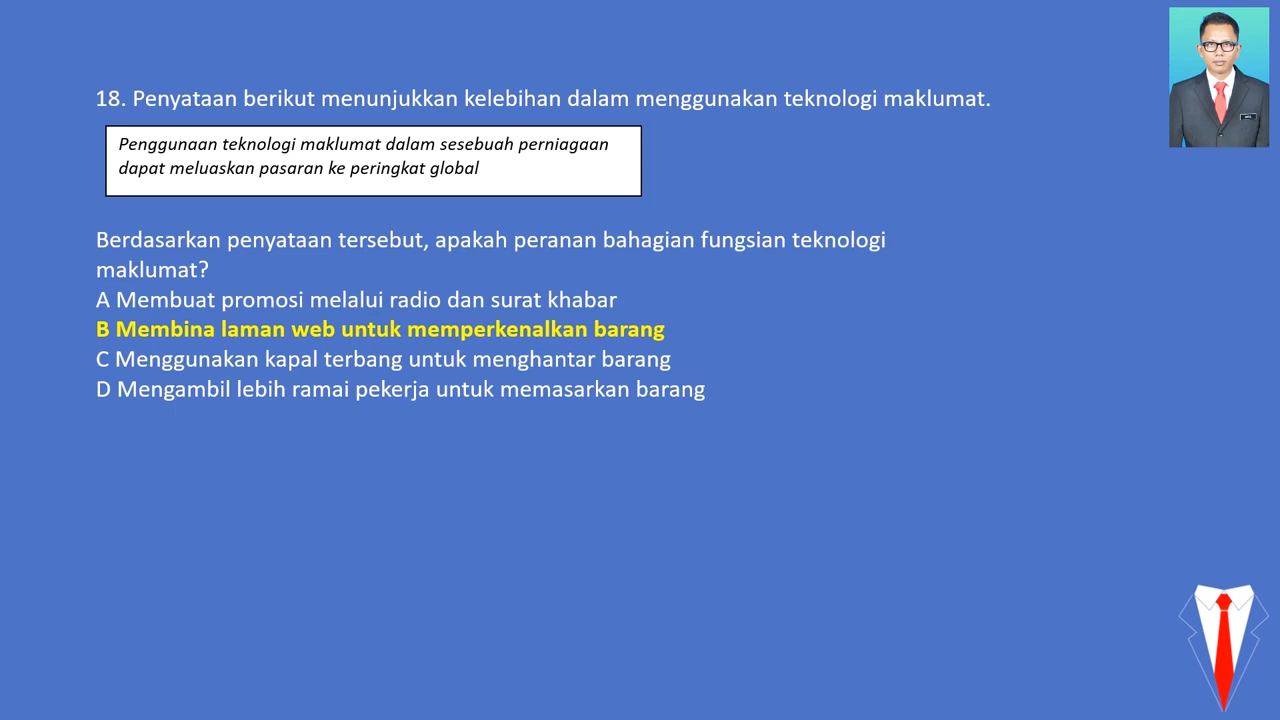 18. Penyataan berikut menunjukkan kelebihan dalam menggunakan teknologi maklumat.
Penggunaan teknologi maklumat dalam sesebuah perniagaan
dapat meluaskan pasaran ke peringkat global
Berdasarkan penyataan tersebut, apakah peranan bahagian fungsian teknologi
maklumat?
A Membuat promosi melalui radio dan surat khabar
B Membina laman web untuk memperkenalkan barang
C Menggunakan kapal terbang untuk menghantar barang
D Mengambil lebih ramai pekerja untuk memasarkan barang